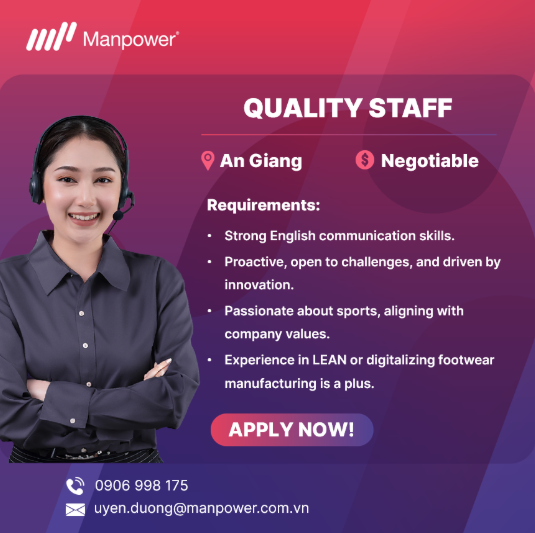 Manpower®
QUALITY STAFF
An Giang
$ Negotiable
Requirements:
• Strong English communication skills.
• Proactive, open to challenges, and driven by
innovation.
• Passionate about sports, aligning with
company values.
• Experience in LEAN or digitalizing footwear
manufacturing is a plus.
APPLY NOW!
0906 998 175
uyen.duong@manpower.com.vn